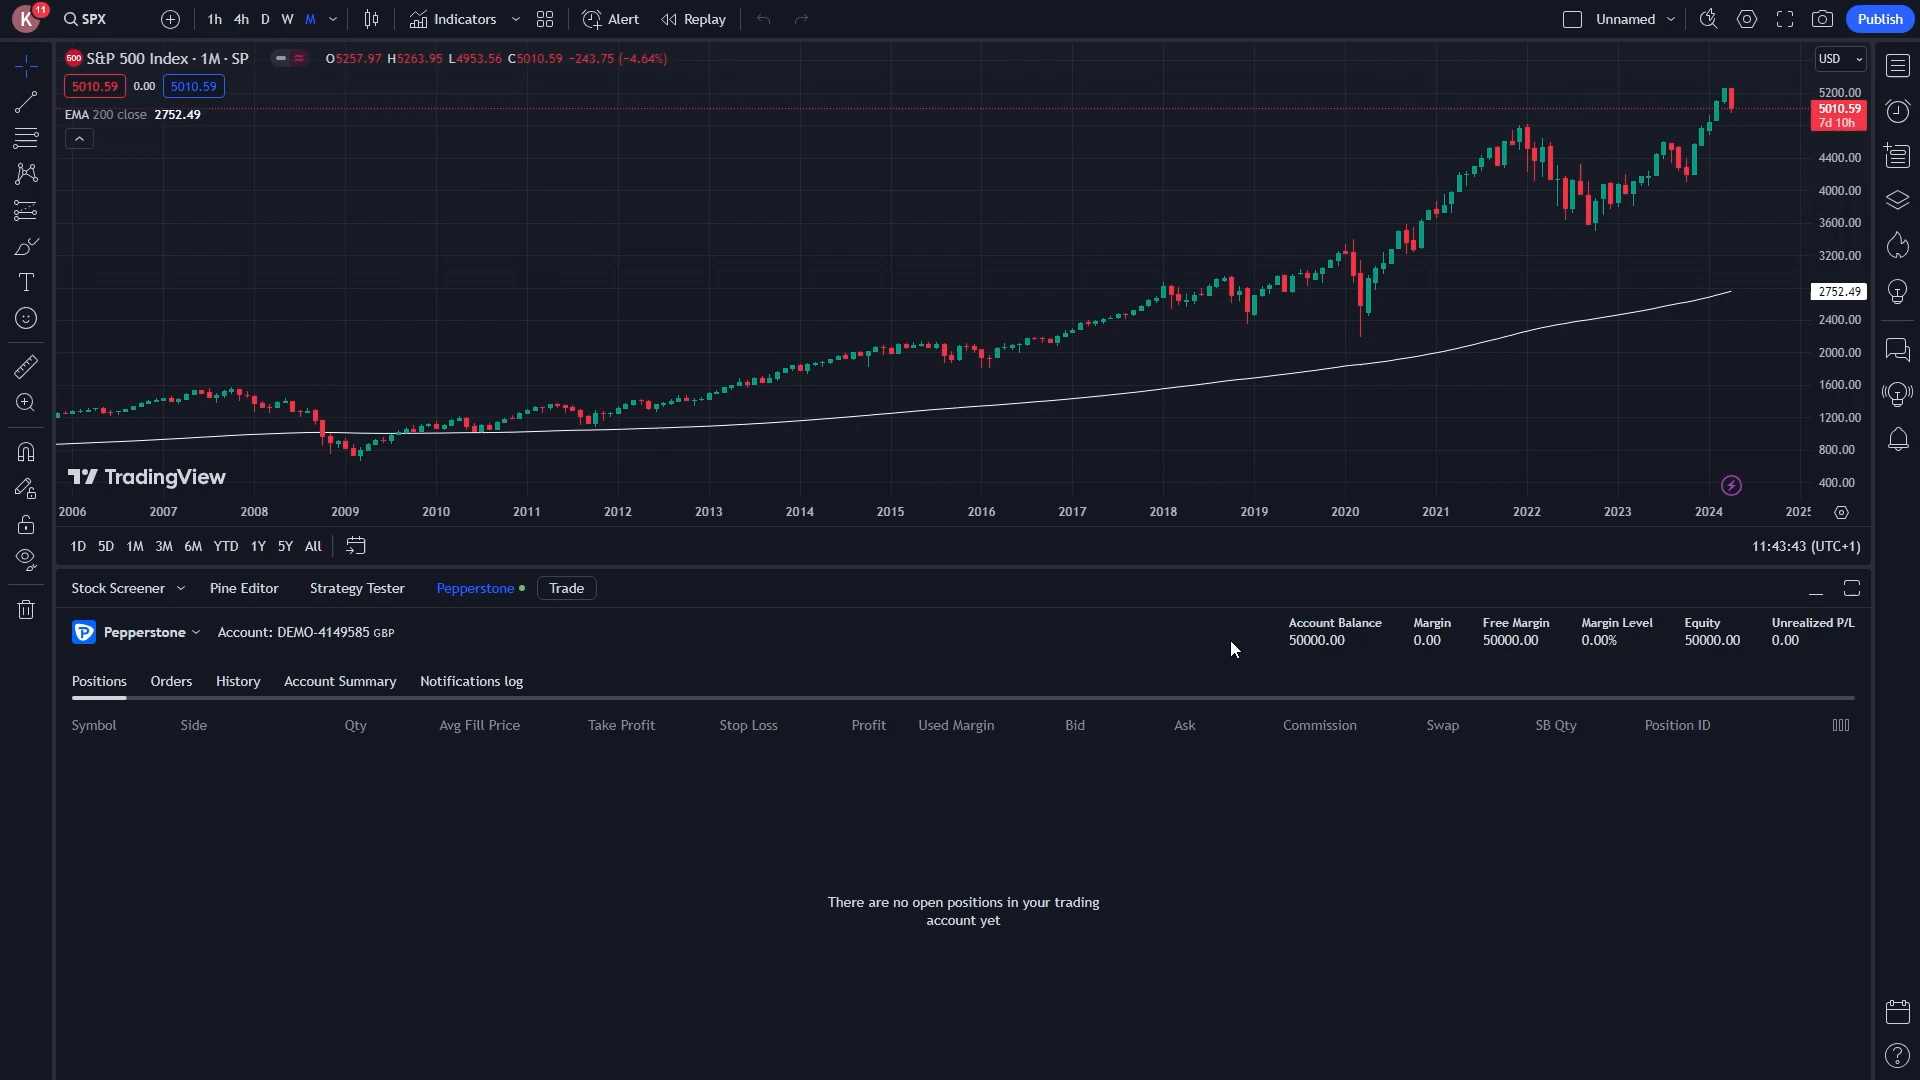 K 11 SPX 1h 4h D W M Indicators Alert Replay Unnamed Publish
500 S&P 500 Index · 1M · SP O5257.97 H5263.95 L4953.56 C5010.59 −243.75 (−4.64%) USD
5010.59 0.00 5010.59
EMA 200 close 2752.49
5200.00
5010.59
7d 10h
4400.00
4000.00
3600.00
3200.00
2752.49
2400.00
2000.00
1600.00
1200.00
800.00
400.00
TradingView
2006 2007 2008 2009 2010 2011 2012 2013 2014 2015 2016 2017 2018 2019 2020 2021 2022 2023 2024 2025
1D 5D 1M 3M 6M YTD 1Y 5Y All 11:43:43 (UTC+1)
Stock Screener Pine Editor Strategy Tester Pepperstone Trade
Pepperstone Account: DEMO-4149585 GBP
Account Balance Margin Free Margin Margin Level Equity Unrealized P/L
50000.00 0.00 50000.00 0.00% 50000.00 0.00
Positions Orders History Account Summary Notifications log
Symbol Side Qty Avg Fill Price Take Profit Stop Loss Profit Used Margin Bid Ask Commission Swap SB Qty Position ID
There are no open positions in your trading
account yet